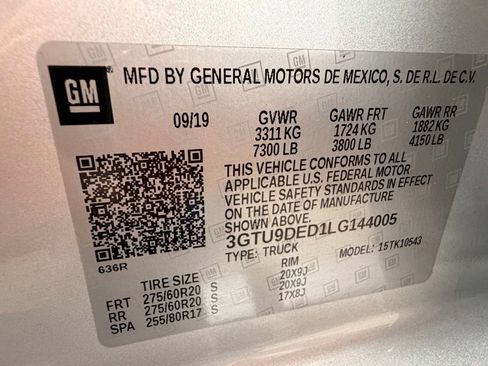 GM MFD BY GENERAL MOTORS DE MEXICO, S. DE R.L. DE C.V.
09/19 GVWR GAWR FRT GAWR RR
3311 KG 1724 KG 1882 KG
7300 LB 3800 LB 4150 LB
THIS VEHICLE CONFORMS TO ALL
APPLICABLE U.S. FEDERAL MOTOR
VEHICLE SAFETY STANDARDS IN EFFECT
ON THE DATE OF MANUFACTURE
SHOWN ABOVE.
3GTU9DED1LG144005
TYPE: TRUCK MODEL: 15TK10543
636R
TIRE SIZE RIM
FRT 275/60R20 S 20X9J
RR 275/60R20 S 20X9J
SPA 255/80R17 S 17X8J